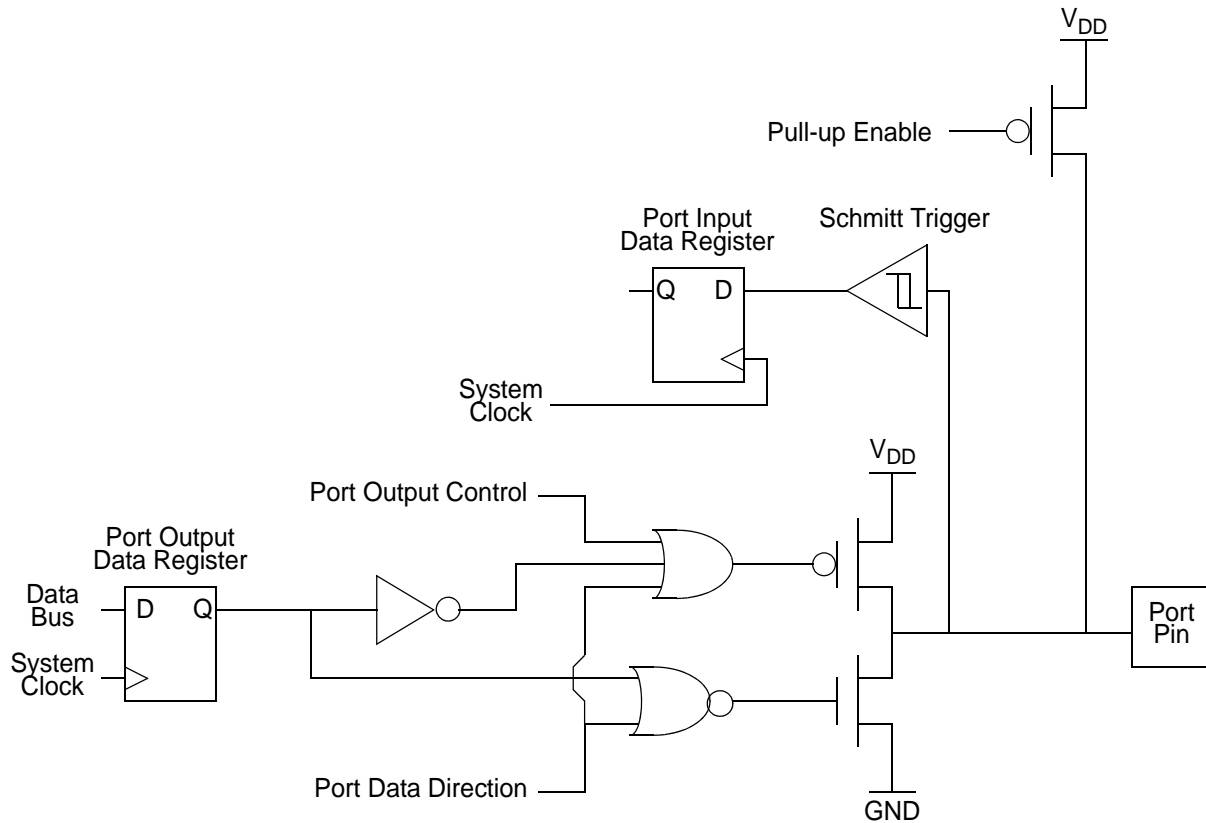 V_DD
Pull-up Enable
Port Input
Data Register
Schmitt Trigger
Q D
System
Clock
V_DD
Port Output Control
Port Output
Data Register
Data
Bus
D Q
System
Clock
Port
Pin
Port Data Direction
GND